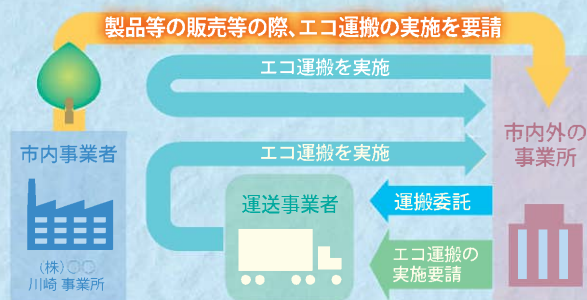 製品等の販売等の際、エコ運搬の実施を要請
エコ運搬を実施
市内事業者
エコ運搬を実施
市内外の
事業所
運送事業者
運搬委託
エコ運搬の
実施要請
(株)○○
川崎 事業所